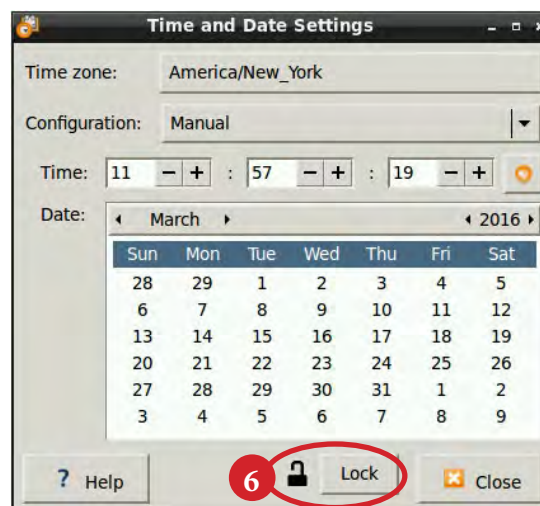 Time and Date Settings
Time zone: America/New_York
Configuration: Manual
Time: 11 - + : 57 - + : 19 - +
Date: March 2016
Sun Mon Tue Wed Thu Fri Sat
28 29 1 2 3 4 5
6 7 8 9 10 11 12
13 14 15 16 17 18 19
20 21 22 23 24 25 26
27 28 29 30 31 1 2
3 4 5 6 7 8 9
? Help 6 Lock Close